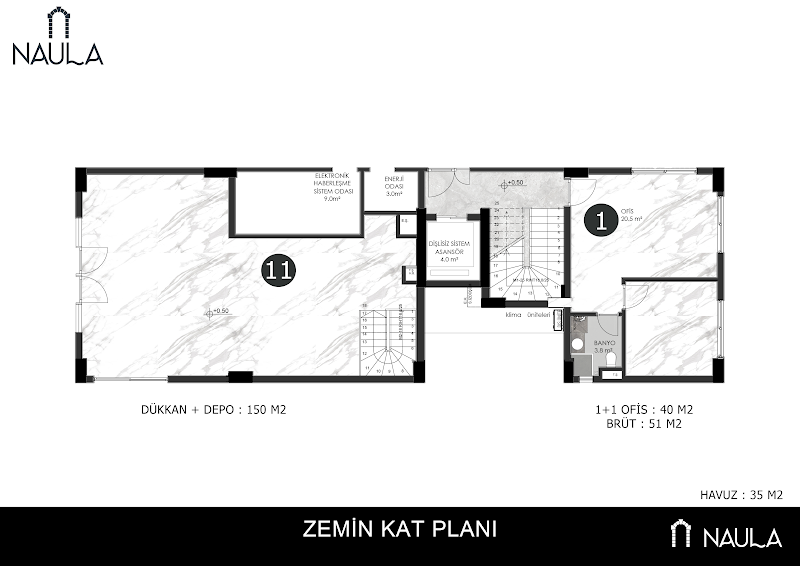 NAULA
ELEKTRONİK
HABERLEŞME
SİSTEM ODASI
9.0m²
ENERJİ
ODASI
3.0m²
+0.50
DİŞLİSİZ SİSTEM
ASANSÖR
4.0 m²
1
OFİS
20.5 m²
11
+0.50
klima üniteleri
BANYO
3.8 m²
DÜKKAN + DEPO : 150 M2
1+1 OFİS : 40 M2
BRÜT : 51 M2
HAVUZ : 35 M2
ZEMİN KAT PLANI
NAULA